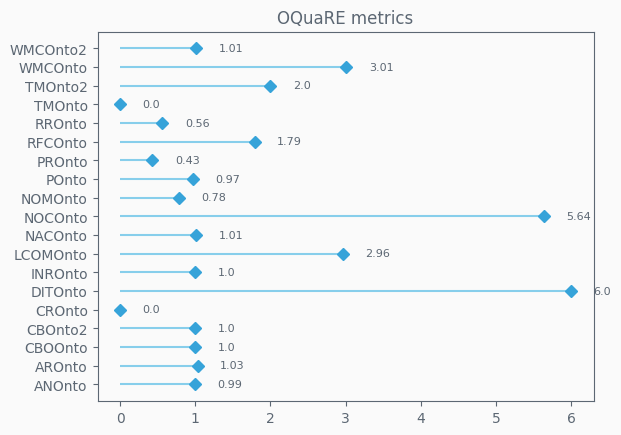 OQuaRE metrics
WMCOnto2 1.01
WMCOnto 3.01
TMOnto2 2.0
TMOnto 0.0
RROnto 0.56
RFCOnto 1.79
PROnto 0.43
POnto 0.97
NOMOnto 0.78
NOCOnto 5.64
NACOnto 1.01
LCOMOnto 2.96
INROnto 1.0
DITOnto 6.0
CROnto 0.0
CBOnto2 1.0
CBOOnto 1.0
AROnto 1.03
ANOnto 0.99
0 1 2 3 4 5 6